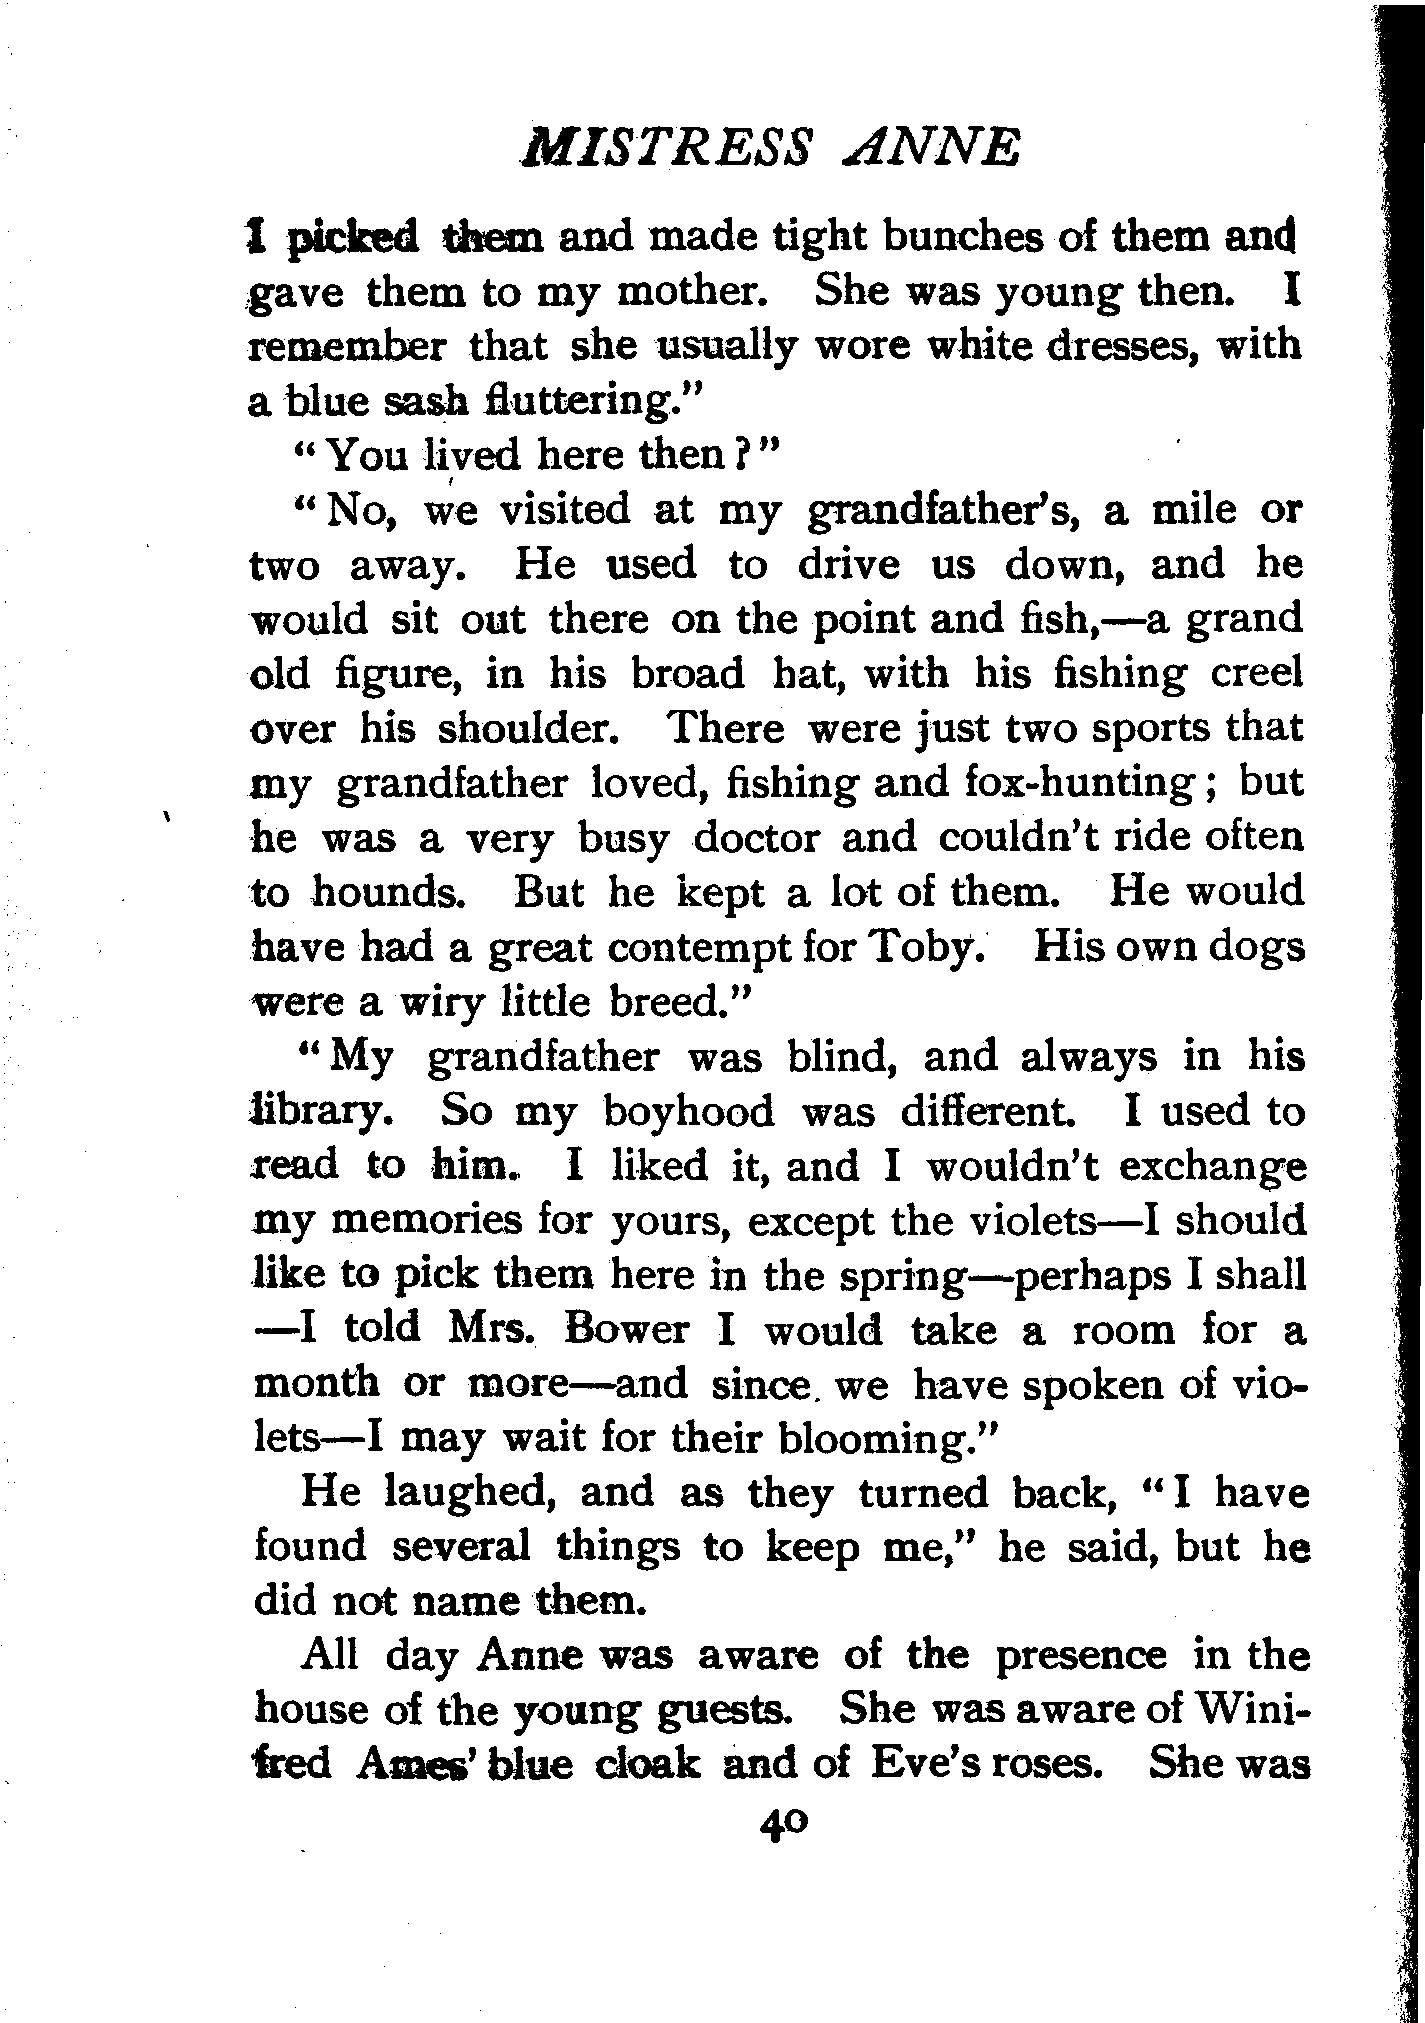 MISTRESS ANNE
I picked them and made tight bunches of them and
gave them to my mother. She was young then. I
remember that she usually wore white dresses, with
a blue sash fluttering."
"You lived here then?"
"No, we visited at my grandfather's, a mile or
two away. He used to drive us down, and he
would sit out there on the point and fish,—a grand
old figure, in his broad hat, with his fishing creel
over his shoulder. There were just two sports that
my grandfather loved, fishing and fox-hunting; but
he was a very busy doctor and couldn't ride often
to hounds. But he kept a lot of them. He would
have had a great contempt for Toby. His own dogs
were a wiry little breed."
"My grandfather was blind, and always in his
library. So my boyhood was different. I used to
read to him. I liked it, and I wouldn't exchange
my memories for yours, except the violets—I should
like to pick them here in the spring—perhaps I shall
—I told Mrs. Bower I would take a room for a
month or more—and since we have spoken of vio-
lets—I may wait for their blooming."
He laughed, and as they turned back, "I have
found several things to keep me," he said, but he
did not name them.
All day Anne was aware of the presence in the
house of the young guests. She was aware of Wini-
fred Ames' blue cloak and of Eve's roses. She was
40